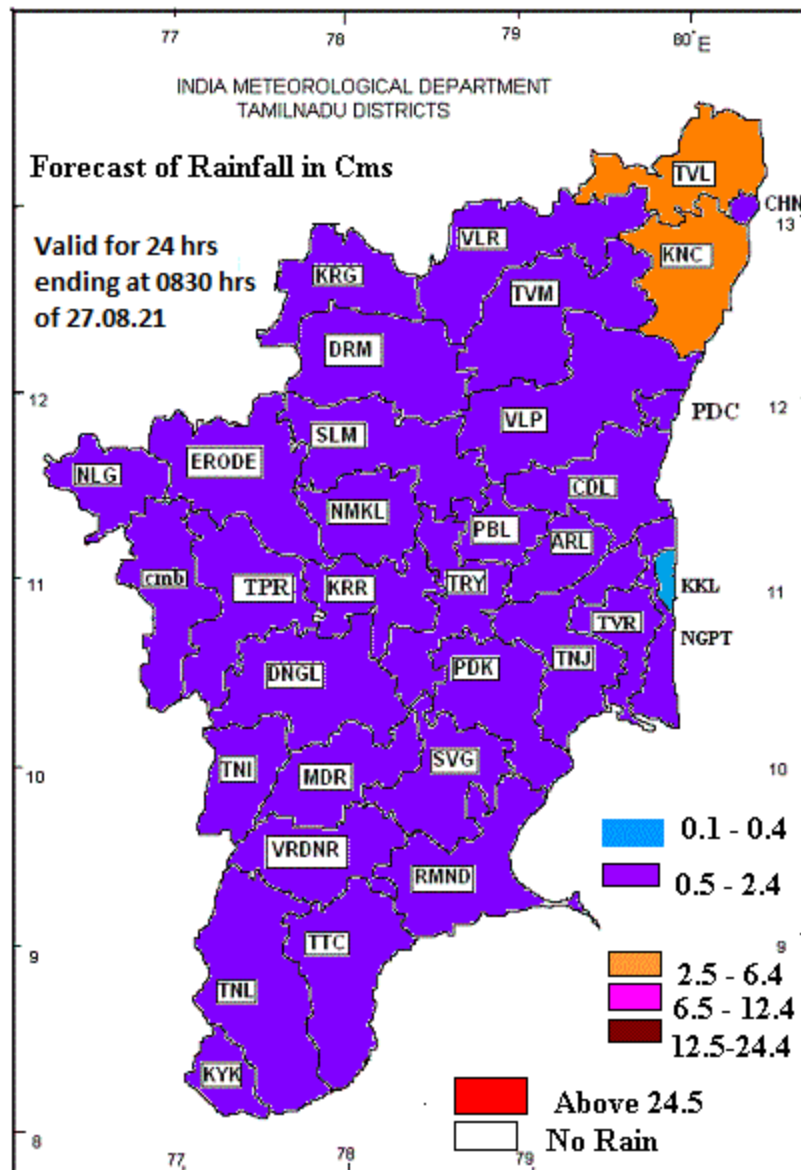 77 78 79 80°E
INDIA METEOROLOGICAL DEPARTMENT
TAMILNADU DISTRICTS
Forecast of Rainfall in Cms
TVL
CHN
13
Valid for 24 hrs
ending at 0830 hrs
of 27.08.21
VLR
KNC
KRG
TVM
DRM
12
12
PDC
VLP
SLM
ERODE
NLG
CDL
NMKL
PBL
ARL
11
cmb
TPR
KRR
TRY
KKL
11
TVR
NGPT
TNJ
DNGL
PDK
10
TNI
MDR
SVG
10
0.1 - 0.4
VRDNR
RMND
0.5 - 2.4
9
TTC
9
2.5 - 6.4
TNL
6.5 - 12.4
12.5-24.4
KYK
Above 24.5
No Rain
8
77 78 79